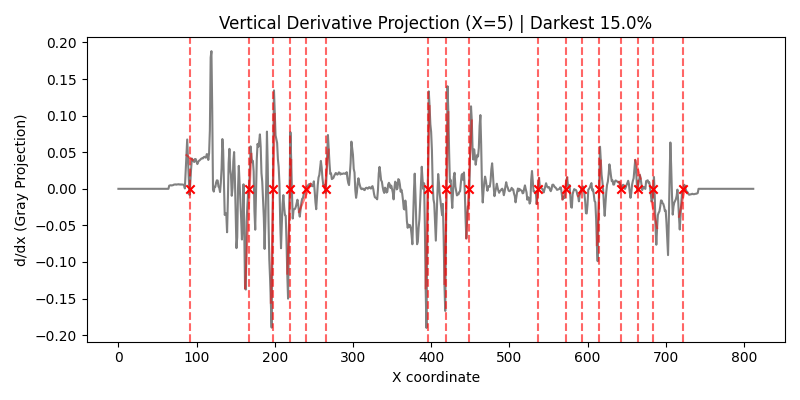 Vertical Derivative Projection (X=5) | Darkest 15.0%
0.20
0.15
0.10
0.05
0.00
−0.05
−0.10
−0.15
−0.20
d/dx (Gray Projection)
0 100 200 300 400 500 600 700 800
X coordinate